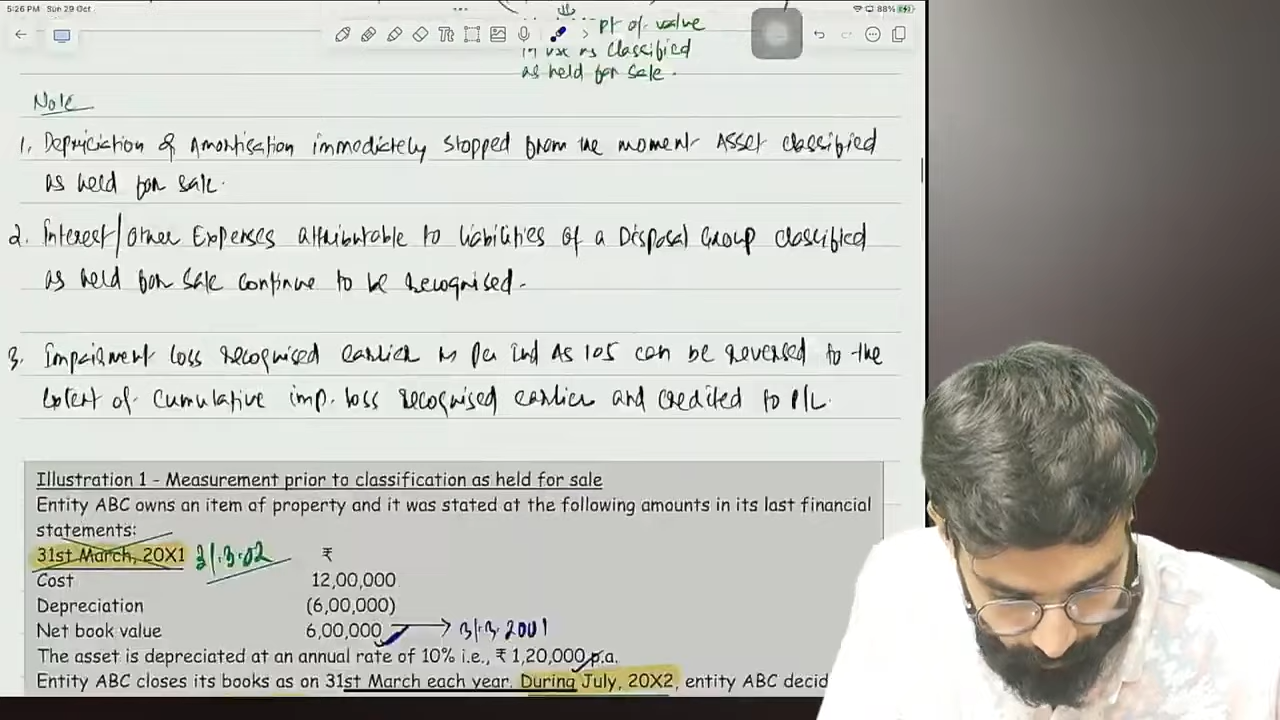 5:26 PM Sun 29 Oct
88%
pt of value
in use as classified
as held for sale.
Note
1. Depriciation & Amortisation immediately stopped from the moment Asset classified
as held for sale.
2. Interest/other Expenses attributable to liabilities of a Disposal Group classified
as held for sale continue to be recognised.
3. Impairment loss recognised earlier as per Ind AS 105 can be reversed to the
extent of cumulative imp. loss recognised earlier and credited to P/L.
Illustration 1 - Measurement prior to classification as held for sale
Entity ABC owns an item of property and it was stated at the following amounts in its last financial
statements:
31st March, 20X1 31.3.02 ₹
Cost 12,00,000
Depreciation (6,00,000)
Net book value 6,00,000 → 31.3.2001
The asset is depreciated at an annual rate of 10% i.e., ₹ 1,20,000 p.a.
Entity ABC closes its books as on 31st March each year. During July, 20X2, entity ABC decid